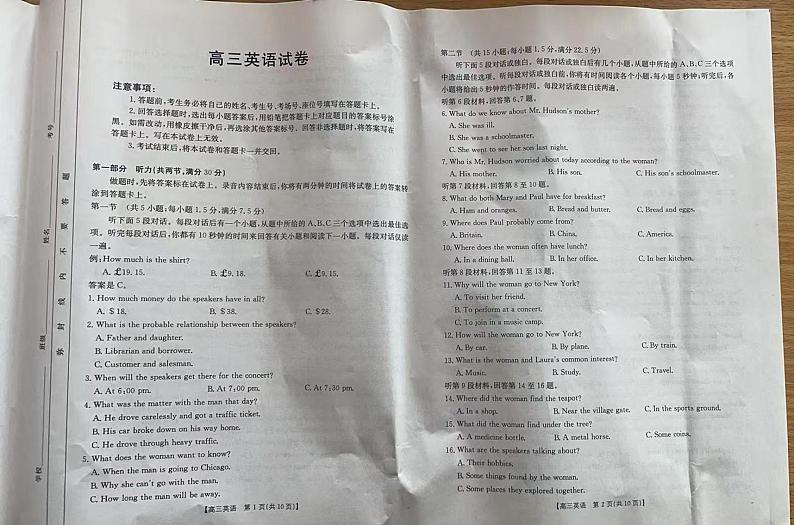 高三英语试卷
注意事项：
1. 答题前，考生务必将自己的姓名、考生号、考场号、座位号填写在答题卡上。
2. 回答选择题时，选出每小题答案后，用铅笔把答题卡上对应题目的答案标号涂
黑。如需改动，用橡皮擦干净后，再选涂其他答案标号。回答非选择题时，将答案写在
答题卡上。写在本试卷上无效。
3. 考试结束后，将本试卷和答题卡一并交回。
第一部分 听力（共两节，满分 30 分）
做题时，先将答案标在试卷上。录音内容结束后，你将有两分钟的时间将试卷上的答案转
涂到答题卡上。
第一节 （共 5 小题；每小题 1. 5 分，满分 7. 5 分）
听下面 5 段对话。每段对话后有一个小题，从题中所给的 A、B、C 三个选项中选出最佳选
项。听完每段对话后，你都有 10 秒钟的时间来回答有关小题和阅读下一小题。每段对话仅读
一遍。
例：How much is the shirt?
A. ￡19. 15. B. ￡9. 18. C. ￡9. 15.
答案是 C。
1. How much money do the speakers have in all?
A. $ 18. B. $ 38. C. $ 58.
2. What is the probable relationship between the speakers?
A. Father and daughter.
B. Librarian and borrower.
C. Customer and salesman.
3. When will the speakers get there for the concert?
A. At 6:00 pm. B. At 7:00 pm. C. At 7:30 pm.
4. What was the matter with the man that day?
A. He drove carelessly and got a traffic ticket.
B. His car broke down on his way home.
C. He drove through heavy traffic.
5. What does the woman want to know?
A. When the man is going to Chicago.
B. Why she can't go with the man.
C. How long the man will be away.
【高三英语 第 1 页（共 10 页）】
第二节 （共 15 小题；每小题 1. 5 分，满分 22. 5 分）
听下面 5 段对话或独白。每段对话或独白后有几个小题，从题中所给的 A、B、C 三个选项
中选出最佳选项。听每段对话或独白前，你将有时间阅读各个小题，每小题 5 秒钟；听完后，各
小题将给出 5 秒钟的作答时间。每段对话或独白读两遍。
听第 6 段材料，回答第 6、7 题。
6. What do we know about Mr. Hudson's mother?
A. She was ill.
B. She was a schoolmaster.
C. She went to see her son last night.
7. Who is Mr. Hudson worried about today according to the woman?
A. His mother. B. His son. C. His son's schoolmaster.
听第 7 段材料，回答第 8 至 10 题。
8. What do both Mary and Paul have for breakfast?
A. Ham and oranges. B. Bread and butter. C. Bread and eggs.
9. Where does Paul probably come from?
A. Britain. B. China. C. America.
10. Where does the woman often have lunch?
A. In a dining hall. B. In her office. C. In her kitchen.
听第 8 段材料，回答第 11 至 13 题。
11. Why will the woman go to New York?
A. To visit her friend.
B. To perform at a concert.
C. To join in a music camp.
12. How will the woman go to New York?
A. By car. B. By plane. C. By train.
13. What is the woman and Laura's common interest?
A. Music. B. Study. C. Travel.
听第 9 段材料，回答第 14 至 16 题。
14. Where did the woman find the teapot?
A. In a shop. B. Near the village gate. C. In the sports ground.
15. What did the woman find under the tree?
A. A medicine bottle. B. A metal horse. C. Some coins.
16. What are the speakers talking about?
A. Their hobbies.
B. Some things found by the woman.
C. Some places they explored together.
【高三英语 第 2 页（共 10 页）】
学校
班级
姓名
考号
弥 封 线 内 不 要 答 题